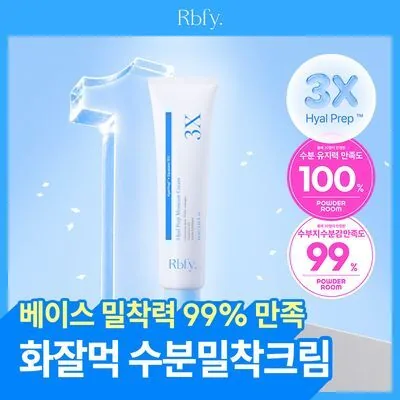 Rbfy.
3X
Hyal Prep™
수분 유지력 만족도
100%
POWDER ROOM
수부지 수분감 만족도
99%
POWDER ROOM
3X
Hyal Prep Moisture Cream
Rbfy.
베이스 밀착력 99% 만족
화잘먹 수분밀착크림